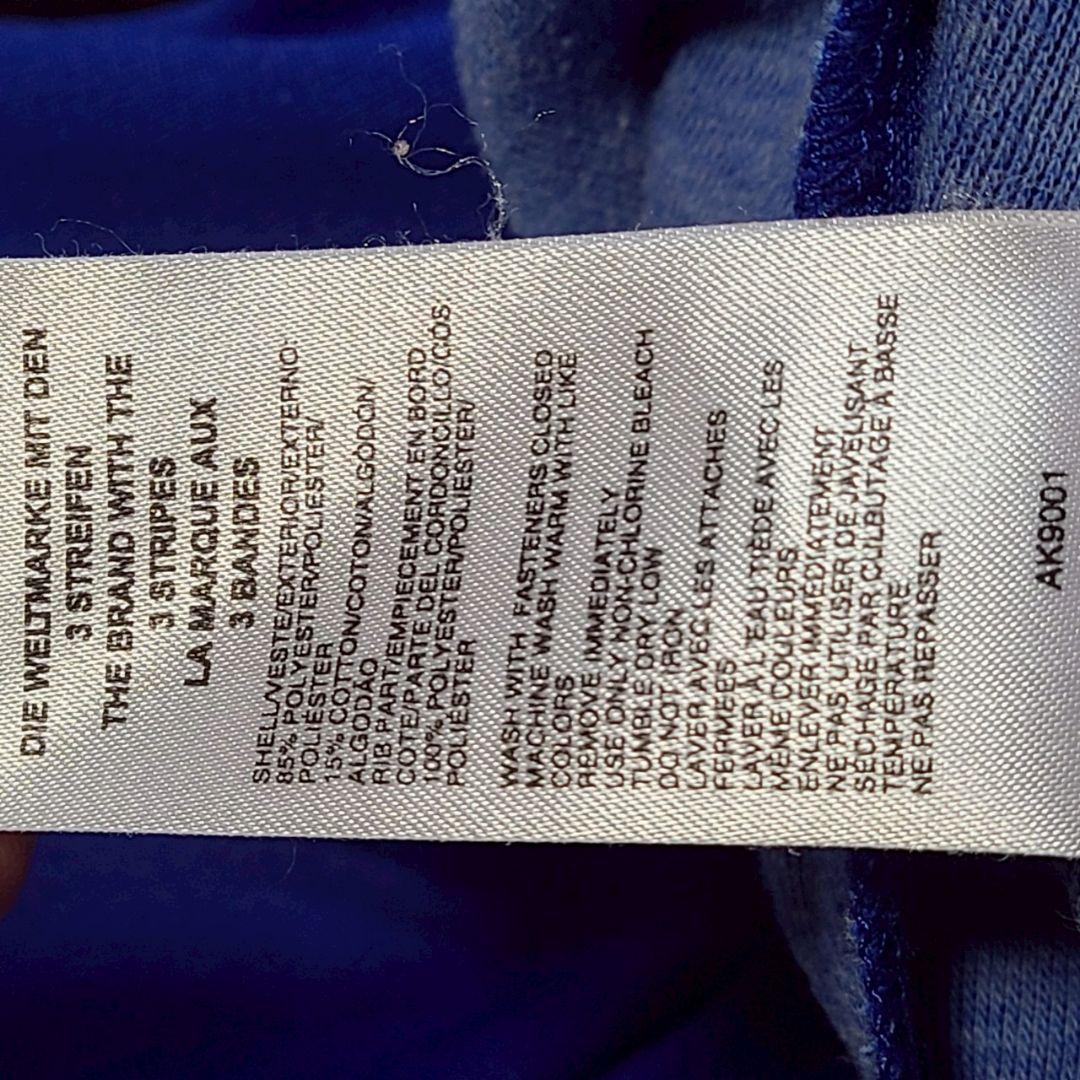 DIE WELTMARKE MIT DEN
3 STREIFEN
THE BRAND WITH THE
3 STRIPES
LA MARQUE AUX
3 BANDES
SHELL/VESTE/EXTERIOR/EXTERNO:
85% POLYESTER/POLIESTER/
POLIÉSTER
15% COTTON/COTON/ALGODON/
ALGODÃO
RIB PART/EMPIECEMENT EN BORD
COTE/PARTE DEL CORDONCILLO/CÓS:
100% POLYESTER/POLIESTER/
POLIÉSTER
WASH WITH FASTENERS CLOSED
MACHINE WASH WARM WITH LIKE
COLORS
REMOVE IMMEDIATELY
USE ONLY NON-CHLORINE BLEACH
TUMBLE DRY LOW
DO NOT IRON
LAVER AVEC LES ATTACHES
FERMÉES
LAVER À L'EAU TIÈDE AVEC LES
MÊME COULEURS
ENLEVER IMMÉDIATEMENT
NE PAS UTILISER DE JAVELISANT
SÉCHAGE PAR CULBUTAGE À BASSE
TEMPÉRATURE
NE PAS REPASSER
AK9001